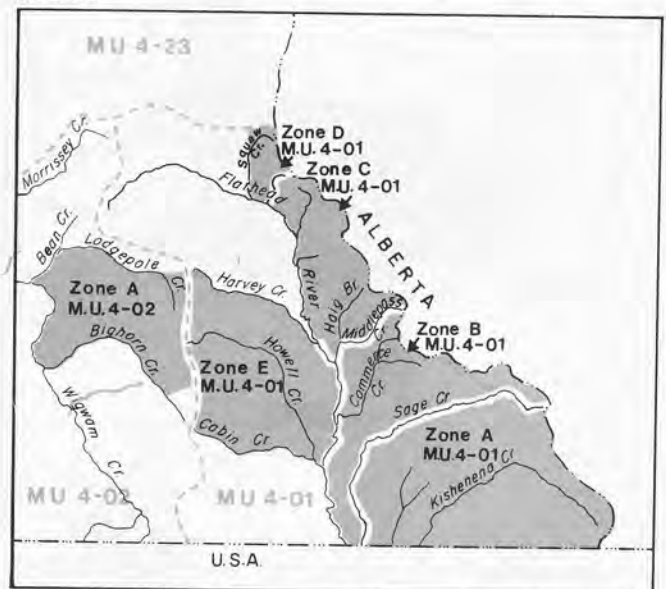 MU 4-23
Morrissey Cr.
Squaw Cr.
Zone D
M.U. 4-01
Zone C
M.U. 4-01
Flathead
River
ALBERTA
Bean Cr.
Lodgepole Cr.
Harvey Cr.
Haig Br.
Middlepass Cr.
Zone A
M.U. 4-02
Bighorn Cr.
Zone E
M.U. 4-01
Howell Cr.
Zone B
M.U. 4-01
Commerce Cr.
Sage Cr.
Wigwam Cr.
Cabin Cr.
Zone A
M.U. 4-01
Kishenena Cr
MU 4-02
MU 4-01
U.S.A.